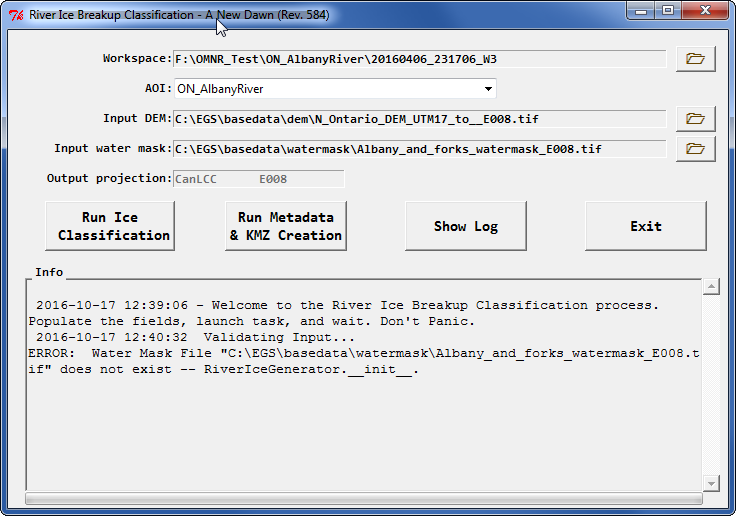 River Ice Breakup Classification - A New Dawn (Rev. 584)
Workspace: F:\OMNR_Test\ON_AlbanyRiver\20160406_231706_W3
AOI: ON_AlbanyRiver
Input DEM: C:\EGS\basedata\dem\N_Ontario_DEM_UTM17_to__E008.tif
Input water mask: C:\EGS\basedata\watermask\Albany_and_forks_watermask_E008.tif
Output projection: CanLCC E008
Run Ice
Classification
Run Metadata
& KMZ Creation
Show Log
Exit
Info
2016-10-17 12:39:06 - Welcome to the River Ice Breakup Classification process.
Populate the fields, launch task, and wait. Don't Panic.
2016-10-17 12:40:32 Validating Input...
ERROR: Water Mask File "C:\EGS\basedata\watermask\Albany_and_forks_watermask_E008.t
if" does not exist -- RiverIceGenerator.__init__.